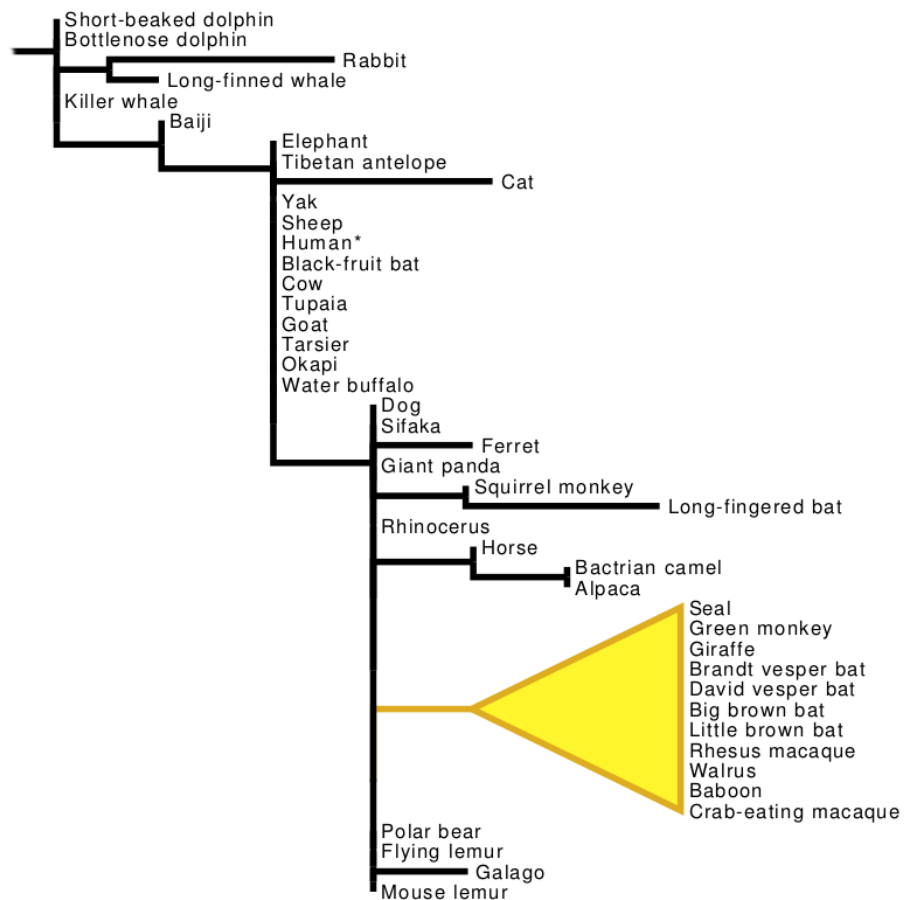 Short-beaked dolphin
Bottlenose dolphin
Rabbit
Long-finned whale
Killer whale
Baiji
Elephant
Tibetan antelope
Cat
Yak
Sheep
Human*
Black-fruit bat
Cow
Tupaia
Goat
Tarsier
Okapi
Water buffalo
Dog
Sifaka
Ferret
Giant panda
Squirrel monkey
Long-fingered bat
Rhinocerus
Horse
Bactrian camel
Alpaca
Seal
Green monkey
Giraffe
Brandt vesper bat
David vesper bat
Big brown bat
Little brown bat
Rhesus macaque
Walrus
Baboon
Crab-eating macaque
Polar bear
Flying lemur
Galago
Mouse lemur